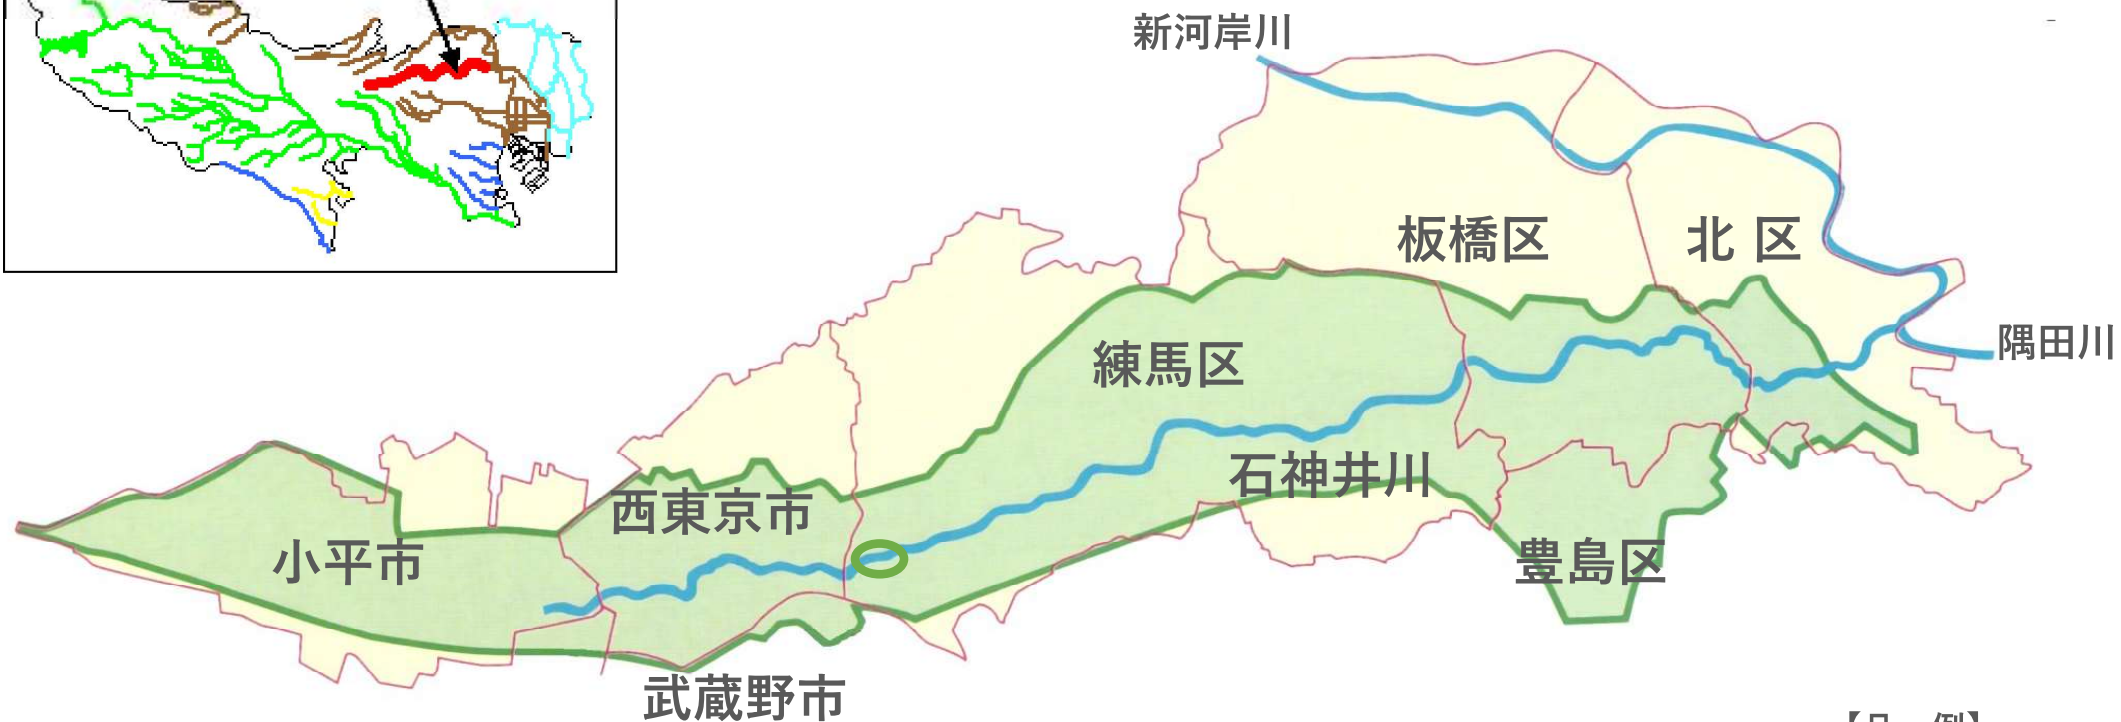 新河岸川
板橋区
北 区
隅田川
練馬区
石神井川
西東京市
小平市
豊島区
武蔵野市